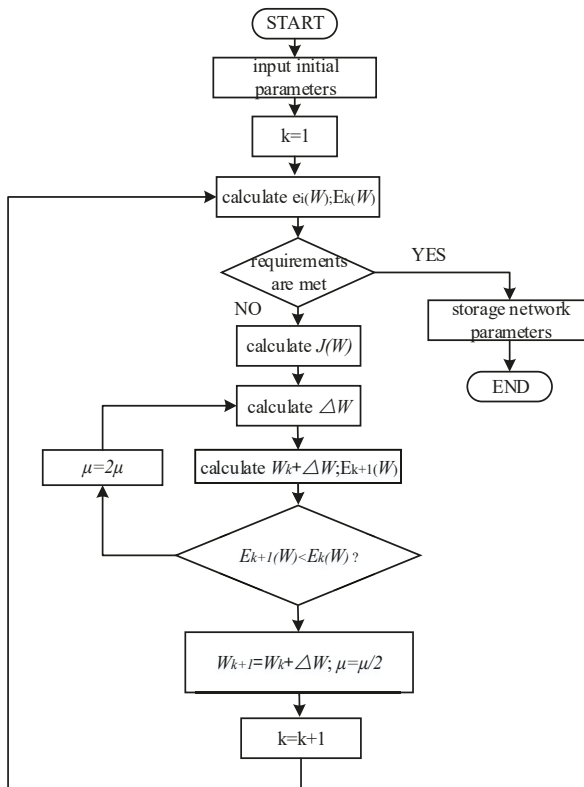 START
input initial
parameters
k=1
calculate ei(W);Ek(W)
requirements
are met
YES
NO
storage network
parameters
calculate J(W)
END
calculate △W
μ=2μ
calculate Wk+△W;Ek+1(W)
Ek+1(W)<Ek(W) ?
Wk+1=Wk+△W; μ=μ/2
k=k+1